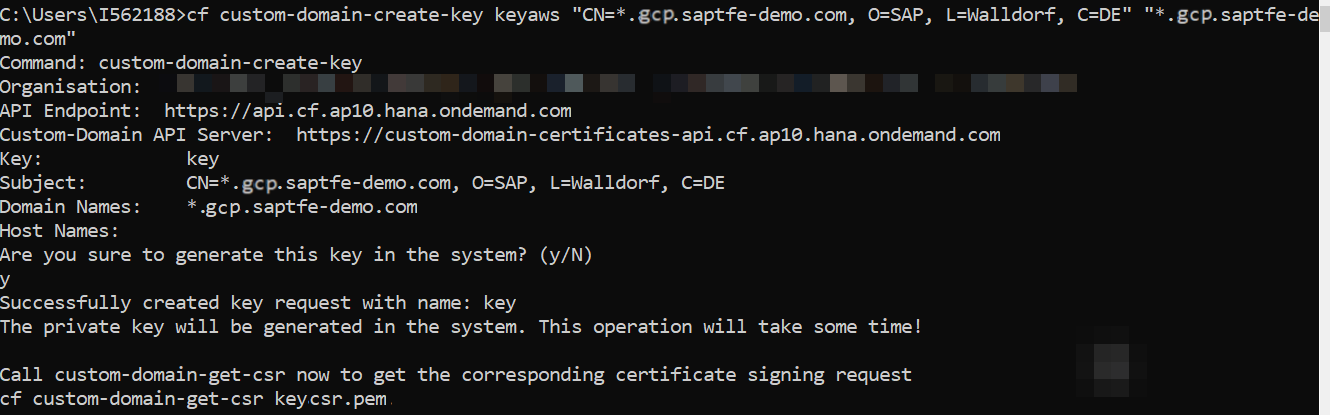 C:\Users\I562188>cf custom-domain-create-key keyaws "CN=*.gcp.saptfe-demo.com, O=SAP, L=Walldorf, C=DE" "*.gcp.saptfe-de
mo.com"
Command: custom-domain-create-key
Organisation:
API Endpoint:  https://api.cf.ap10.hana.ondemand.com
Custom-Domain API Server:  https://custom-domain-certificates-api.cf.ap10.hana.ondemand.com
Key:            key
Subject:        CN=*.gcp.saptfe-demo.com, O=SAP, L=Walldorf, C=DE
Domain Names:   *.gcp.saptfe-demo.com
Host Names:
Are you sure to generate this key in the system? (y/N)
y
Successfully created key request with name: key
The private key will be generated in the system. This operation will take some time!
Call custom-domain-get-csr now to get the corresponding certificate signing request
cf custom-domain-get-csr key csr.pem